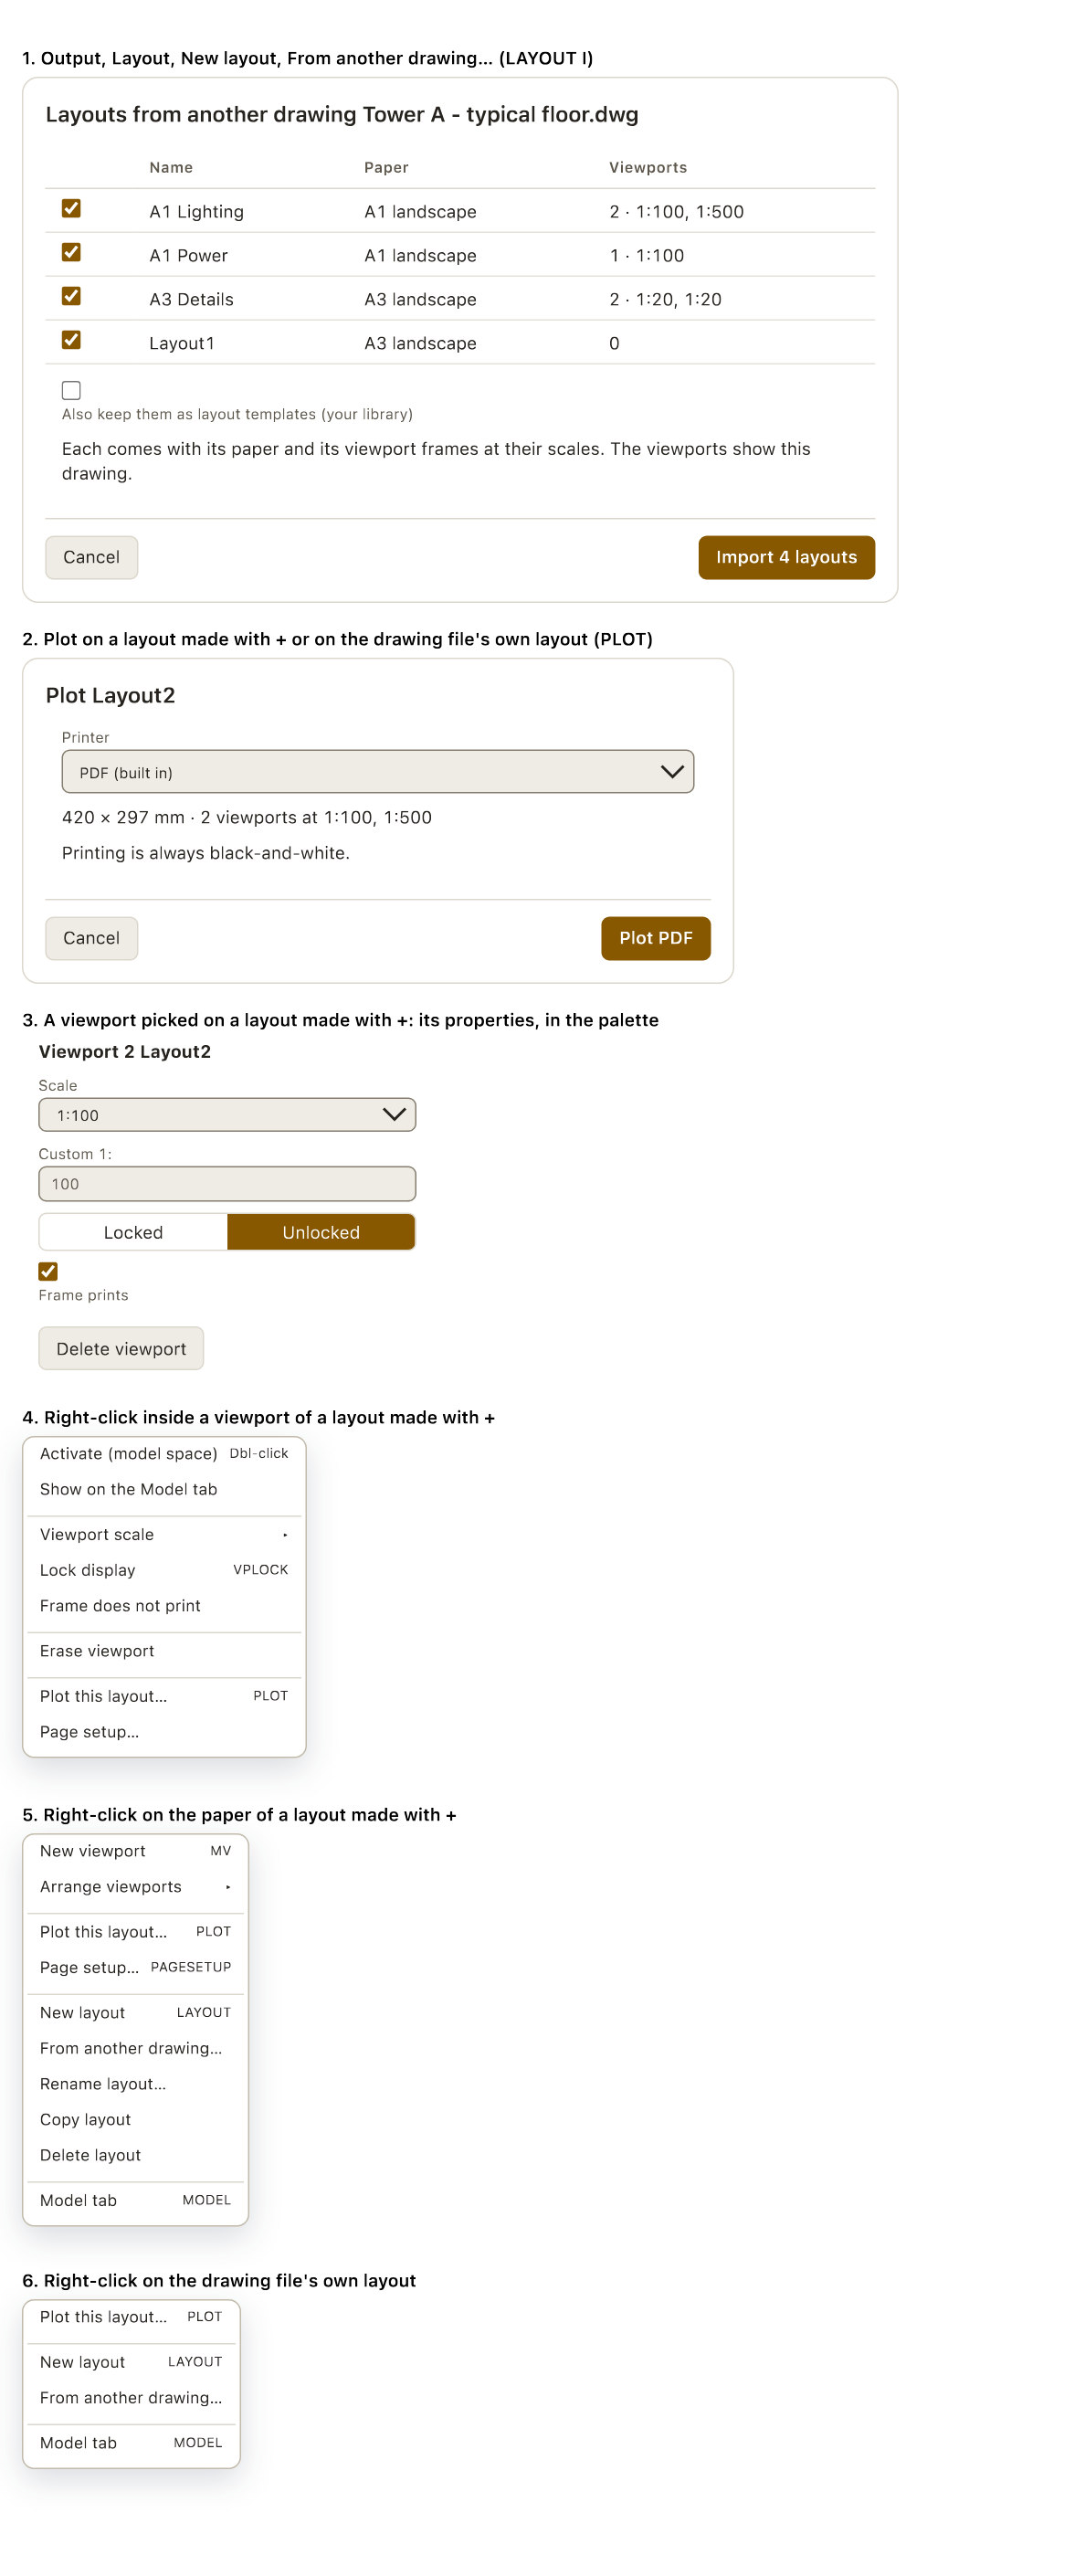 1. Output, Layout, New layout, From another drawing... (LAYOUT I)
Layouts from another drawing Tower A - typical floor.dwg
Name Paper Viewports
A1 Lighting A1 landscape 2 · 1:100, 1:500
A1 Power A1 landscape 1 · 1:100
A3 Details A3 landscape 2 · 1:20, 1:20
Layout1 A3 landscape 0
Also keep them as layout templates (your library)
Each comes with its paper and its viewport frames at their scales. The viewports show this
drawing.
Cancel Import 4 layouts
2. Plot on a layout made with + or on the drawing file's own layout (PLOT)
Plot Layout2
Printer
PDF (built in)
420 × 297 mm · 2 viewports at 1:100, 1:500
Printing is always black-and-white.
Cancel Plot PDF
3. A viewport picked on a layout made with +: its properties, in the palette
Viewport 2 Layout2
Scale
1:100
Custom 1:
100
Locked Unlocked
Frame prints
Delete viewport
4. Right-click inside a viewport of a layout made with +
Activate (model space) Dbl-click
Show on the Model tab
Viewport scale ▸
Lock display VPLOCK
Frame does not print
Erase viewport
Plot this layout... PLOT
Page setup...
5. Right-click on the paper of a layout made with +
New viewport MV
Arrange viewports ▸
Plot this layout... PLOT
Page setup... PAGESETUP
New layout LAYOUT
From another drawing...
Rename layout...
Copy layout
Delete layout
Model tab MODEL
6. Right-click on the drawing file's own layout
Plot this layout... PLOT
New layout LAYOUT
From another drawing...
Model tab MODEL